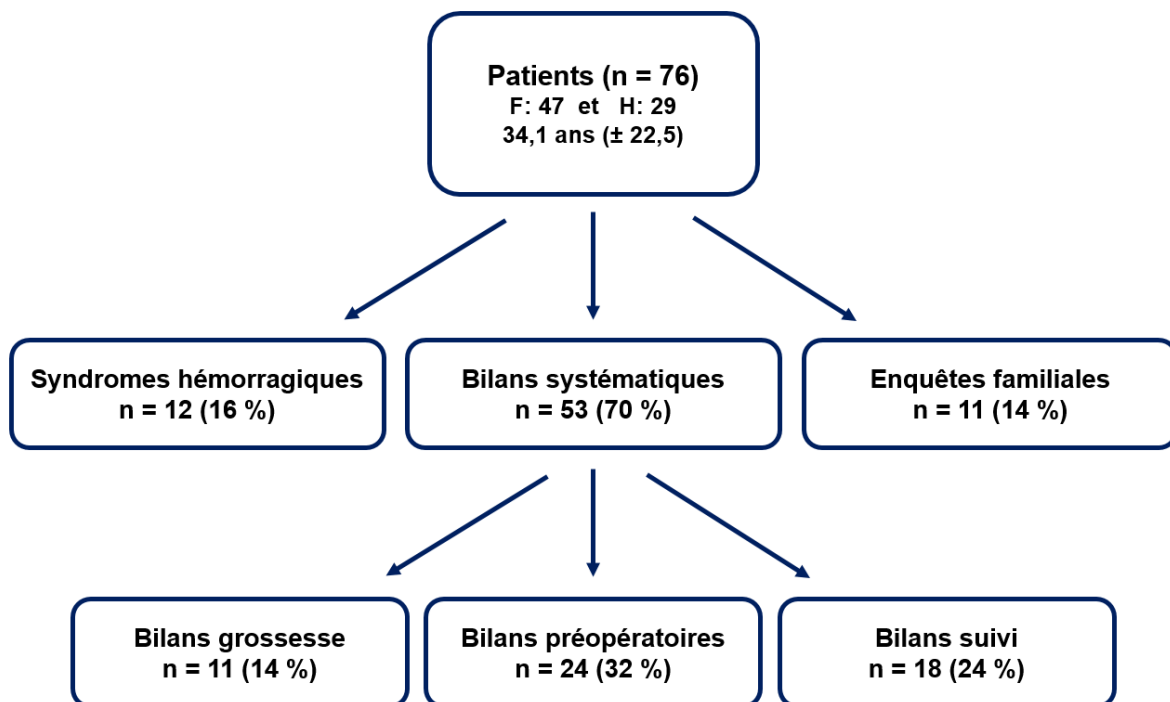 Patients (n = 76)
F: 47 et H: 29
34,1 ans (± 22,5)
Syndromes hémorragiques
n = 12 (16 %)
Bilans systématiques
n = 53 (70 %)
Enquêtes familiales
n = 11 (14 %)
Bilans grossesse
n = 11 (14 %)
Bilans préopératoires
n = 24 (32 %)
Bilans suivi
n = 18 (24 %)